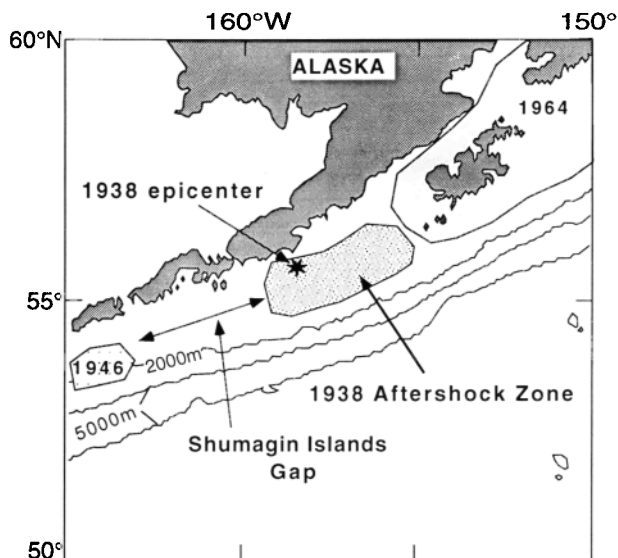 160°W
150°
60°N
ALASKA
1964
1938 epicenter
55°
1946
2000m
1938 Aftershock Zone
5000m
Shumagin Islands
Gap
50°